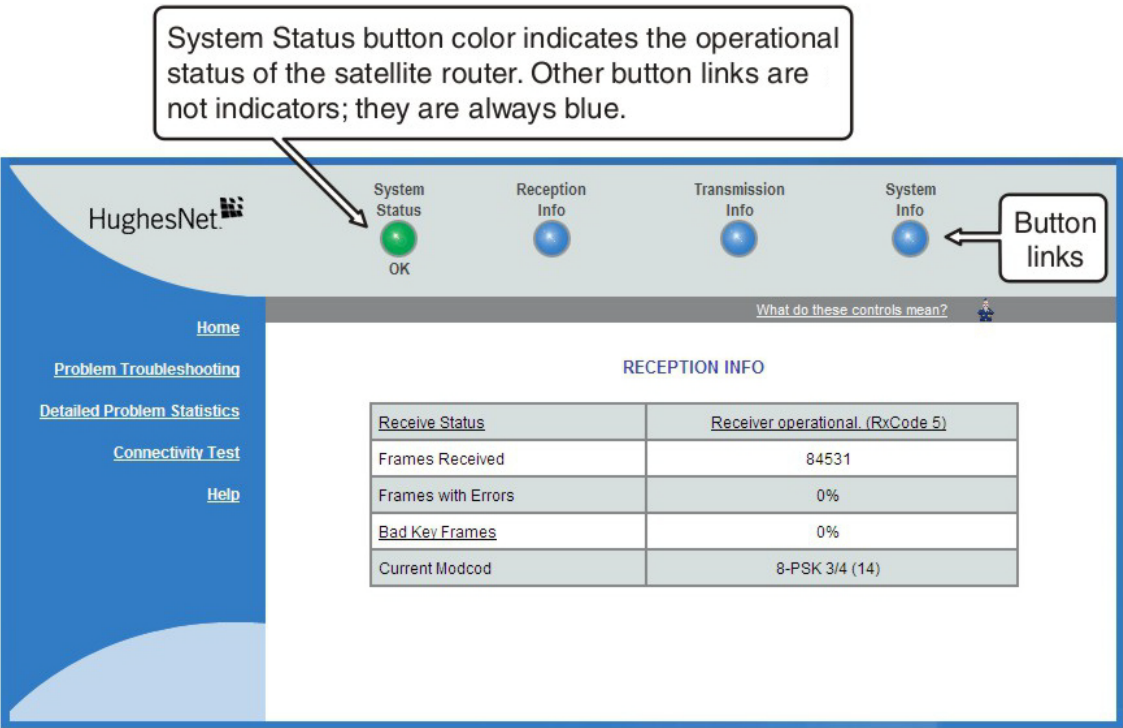 System Status button color indicates the operational
status of the satellite router. Other button links are
not indicators; they are always blue.
HughesNet.
System
Status
OK
Reception
Info
Transmission
Info
System
Info
Button
links
What do these controls mean?
Home
Problem Troubleshooting
Detailed Problem Statistics
Connectivity Test
Help
RECEPTION INFO
Receive Status Receiver operational. (RxCode 5)
Frames Received 84531
Frames with Errors 0%
Bad Key Frames 0%
Current Modcod 8-PSK 3/4 (14)